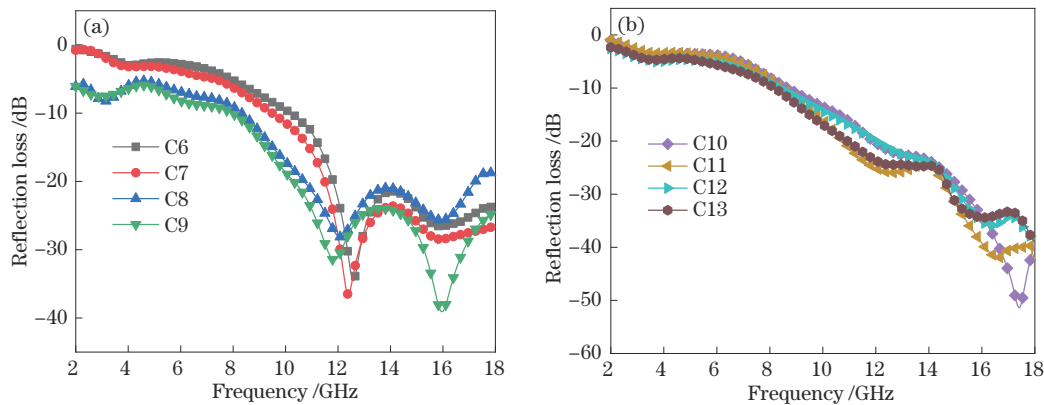 (a)
Reflection loss /dB
0
−10
−20
−30
−40
C6
C7
C8
C9
2 4 6 8 10 12 14 16 18
Frequency /GHz
(b)
Reflection loss /dB
0
−10
−20
−30
−40
−50
−60
C10
C11
C12
C13
2 4 6 8 10 12 14 16 18
Frequency /GHz